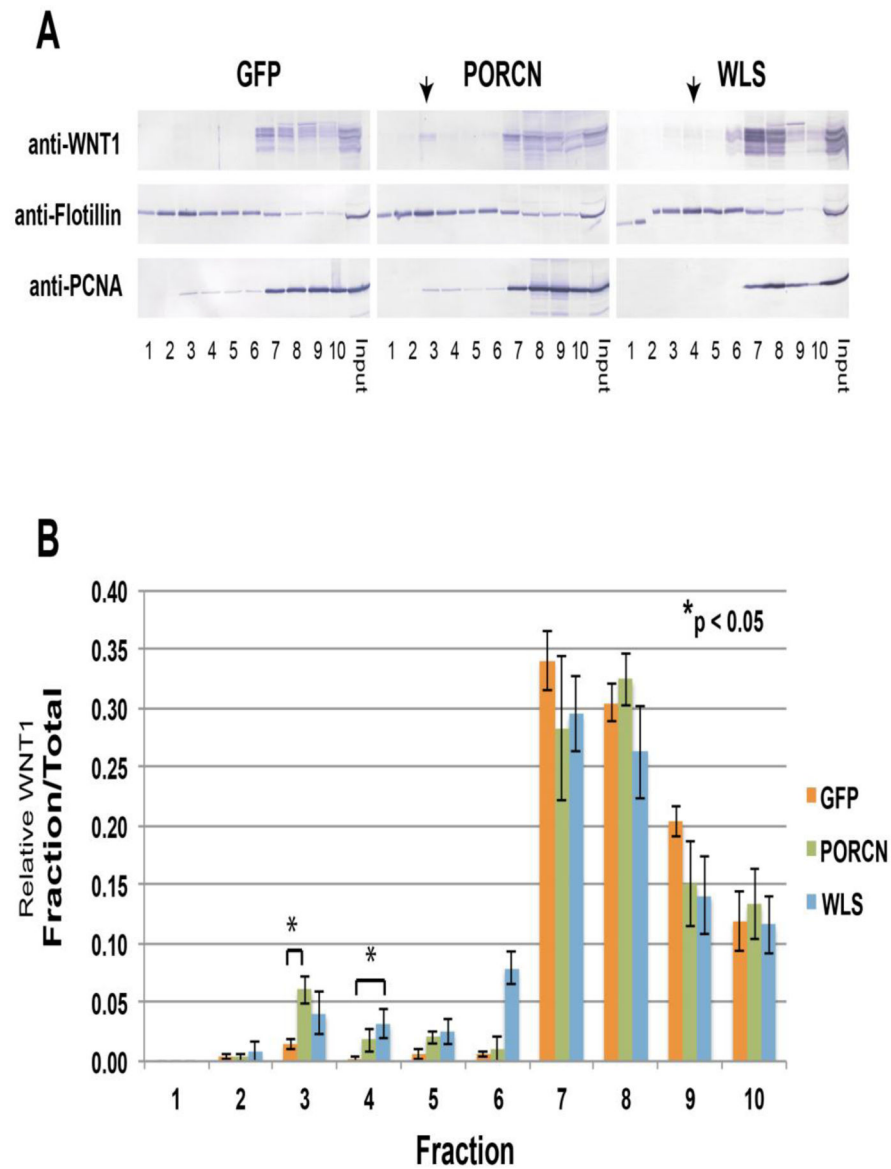 A
GFP PORCN WLS
anti-WNT1
anti-Flotillin
anti-PCNA
1 2 3 4 5 6 7 8 9 10 Input 1 2 3 4 5 6 7 8 9 10 Input 1 2 3 4 5 6 7 8 9 10 Input
B
Relative WNT1
Fraction/Total
0.40
0.35
0.30
0.25
0.20
0.15
0.10
0.05
0.00
* p < 0.05
*
*
GFP
PORCN
WLS
1 2 3 4 5 6 7 8 9 10
Fraction